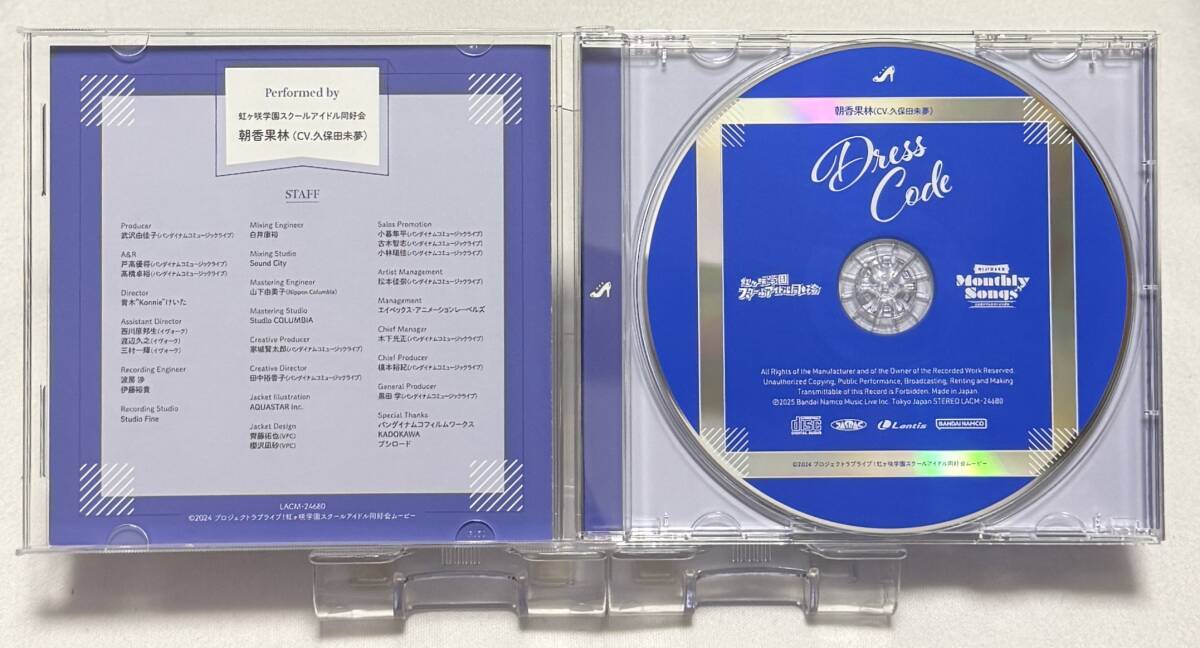 Performed by
虹ヶ咲学園スクールアイドル同好会
朝香果林(CV.久保田未夢)
STAFF
Producer
武沢由佳子(バンダイナムコミュージックライブ)
A&R
戸高優将(バンダイナムコミュージックライブ)
高橋卓裕(バンダイナムコミュージックライブ)
Director
青木"Konnie"けいた
Assistant Director
西川原邦生(イヴォーク)
渡辺久之(イヴォーク)
三村一輝(イヴォーク)
Recording Engineer
波房 渉
伊藤裕貴
Recording Studio
Studio Fine
Mixing Engineer
白井康裕
Mixing Studio
Sound City
Mastering Engineer
山下由美子(Nippon Columbia)
Mastering Studio
Studio COLUMBIA
Creative Producer
家城賢太郎(バンダイナムコミュージックライブ)
Creative Director
田中裕香子(バンダイナムコミュージックライブ)
Jacket Illustration
AQUASTAR Inc.
Jacket Design
齊藤拓也(VPC)
櫻沢凪砂(VPC)
Sales Promotion
小暮隼平(バンダイナムコミュージックライブ)
古木智志(バンダイナムコミュージックライブ)
小林瑞佳(バンダイナムコミュージックライブ)
Artist Management
松本佳弥(バンダイナムコミュージックライブ)
Management
エイベックス・アニメーションレーベルズ
Chief Manager
木下光正(バンダイナムコミュージックライブ)
Chief Producer
横本裕紀(バンダイナムコミュージックライブ)
General Producer
黒田 学(バンダイナムコミュージックライブ)
Special Thanks
バンダイナムコフィルムワークス
KADOKAWA
ブシロード
LACM-24680
©2024 プロジェクトラブライブ!虹ヶ咲学園スクールアイドル同好会ムービー
朝香果林(CV.久保田未夢)
Dress
Code
虹ヶ咲学園
スクールアイドル同好会
Monthly
Songs
All Rights of the Manufacturer and of the Owner of the Recorded Work Reserved.
Unauthorized Copying, Public Performance, Broadcasting, Renting and Making
Transmittable of this Record is Forbidden. Made in Japan
℗2025 Bandai Namco Music Live Inc. Tokyo Japan STEREO LACM-24680
COMPACT
disc
DIGITAL AUDIO
JASRAC
Lantis
BANDAI NAMCO
©2024 プロジェクトラブライブ!虹ヶ咲学園スクールアイドル同好会ムービー